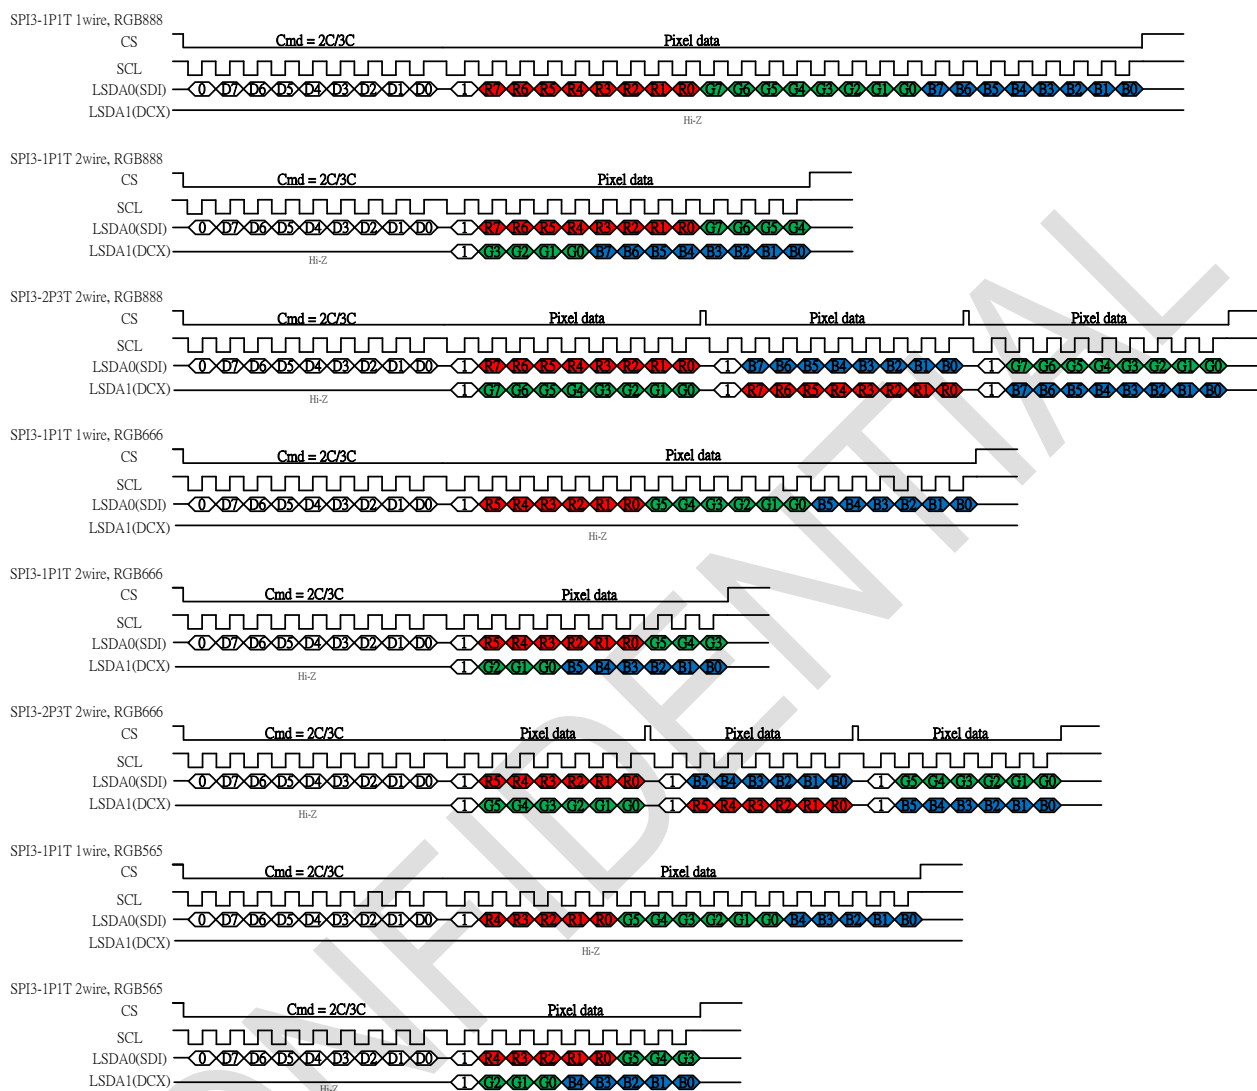 SPI3-1P1T 1wire, RGB888
CS Cmd = 2C/3C Pixel data
SCL
LSDA0(SDI) 0 D7 D6 D5 D4 D3 D2 D1 D0 1 R7 R6 R5 R4 R3 R2 R1 R0 G7 G6 G5 G4 G3 G2 G1 G0 B7 B6 B5 B4 B3 B2 B1 B0
LSDA1(DCX)
Hi-Z
SPI3-1P1T 2wire, RGB888
CS Cmd = 2C/3C Pixel data
SCL
LSDA0(SDI) 0 D7 D6 D5 D4 D3 D2 D1 D0 1 R7 R6 R5 R4 R3 R2 R1 R0 G7 G6 G5 G4
LSDA1(DCX) 1 G3 G2 G1 G0 B7 B6 B5 B4 B3 B2 B1 B0
Hi-Z
SPI3-2P3T 2wire, RGB888
CS Cmd = 2C/3C Pixel data Pixel data Pixel data
SCL
LSDA0(SDI) 0 D7 D6 D5 D4 D3 D2 D1 D0 1 R7 R6 R5 R4 R3 R2 R1 R0 1 B7 B6 B5 B4 B3 B2 B1 B0 1 G7 G6 G5 G4 G3 G2 G1 G0
LSDA1(DCX) 1 G7 G6 G5 G4 G3 G2 G1 G0 1 R7 R6 R5 R4 R3 R2 R1 R0 1 B7 B6 B5 B4 B3 B2 B1 B0
Hi-Z
SPI3-1P1T 1wire, RGB666
CS Cmd = 2C/3C Pixel data
SCL
LSDA0(SDI) 0 D7 D6 D5 D4 D3 D2 D1 D0 1 R5 R4 R3 R2 R1 R0 G5 G4 G3 G2 G1 G0 B5 B4 B3 B2 B1 B0
LSDA1(DCX)
Hi-Z
SPI3-1P1T 2wire, RGB666
CS Cmd = 2C/3C Pixel data
SCL
LSDA0(SDI) 0 D7 D6 D5 D4 D3 D2 D1 D0 1 R5 R4 R3 R2 R1 R0 G5 G4 G3
LSDA1(DCX) 1 G2 G1 G0 B5 B4 B3 B2 B1 B0
Hi-Z
SPI3-2P3T 2wire, RGB666
CS Cmd = 2C/3C Pixel data Pixel data Pixel data
SCL
LSDA0(SDI) 0 D7 D6 D5 D4 D3 D2 D1 D0 1 R5 R4 R3 R2 R1 R0 1 B5 B4 B3 B2 B1 B0 1 G5 G4 G3 G2 G1 G0
LSDA1(DCX) 1 G5 G4 G3 G2 G1 G0 1 R5 R4 R3 R2 R1 R0 1 B5 B4 B3 B2 B1 B0
Hi-Z
SPI3-1P1T 1wire, RGB565
CS Cmd = 2C/3C Pixel data
SCL
LSDA0(SDI) 0 D7 D6 D5 D4 D3 D2 D1 D0 1 R4 R3 R2 R1 R0 G5 G4 G3 G2 G1 G0 B4 B3 B2 B1 B0
LSDA1(DCX)
Hi-Z
SPI3-1P1T 2wire, RGB565
CS Cmd = 2C/3C Pixel data
SCL
LSDA0(SDI) 0 D7 D6 D5 D4 D3 D2 D1 D0 1 R4 R3 R2 R1 R0 G5 G4 G3
LSDA1(DCX) 1 G2 G1 G0 B4 B3 B2 B1 B0
Hi-Z
ONFIDENTIAL